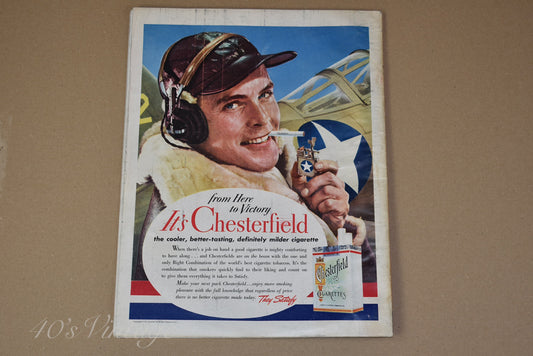 2
from Here
to Victory
It's Chesterfield
the cooler, better-tasting, definitely milder cigarette
When there's a job on hand a good cigarette is mighty comforting
to have along . . . and Chesterfields are on the beam with the one and
only Right Combination of the world's best cigarette tobaccos. It's the
combination that smokers quickly find to their liking and count on
to give them everything it takes to Satisfy.
Make your next pack Chesterfield... enjoy more smoking
pleasure with the full knowledge that regardless of price
there is no better cigarette made today. They Satisfy
Chesterfield
CIGARETTES
40's Vintage